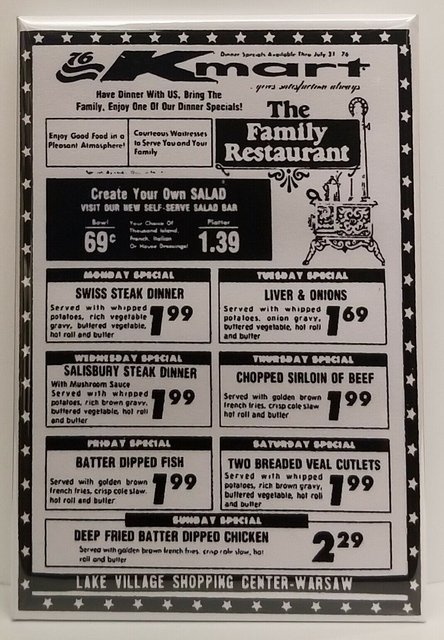 Dinner Specials Available Thru July 31 76
76 Kmart
... your satisfaction always
Have Dinner With US, Bring The
Family, Enjoy One Of Our Dinner Specials!
The
Family
Restaurant
Enjoy Good Food in a
Pleasant Atmosphere!
Courteous Waitresses
to Serve You and Your
Family
Create Your Own SALAD
VISIT OUR NEW SELF-SERVE SALAD BAR
Bowl
69¢
Your Choice Of
Thousand Island,
French, Italian
Or House Dressings!
Platter
1.39
MONDAY SPECIAL
SWISS STEAK DINNER
Served with whipped
potatoes, rich vegetable
gravy, buttered vegetable,
hot roll and butter
1 99
TUESDAY SPECIAL
LIVER & ONIONS
Served with whipped
potatoes, onion gravy,
buttered vegetable, hot roll
and butter
1 69
WEDNESDAY SPECIAL
SALISBURY STEAK DINNER
With Mushroom Sauce
Served with whipped
potatoes, rich brown gravy,
buttered vegetable, hot roll
and butter
1 99
THURSDAY SPECIAL
CHOPPED SIRLOIN OF BEEF
Served with golden brown
french fries, crisp cole slaw
hot roll and butter
1 99
FRIDAY SPECIAL
BATTER DIPPED FISH
Served with golden brown
french fries, crisp cole slaw,
hot roll and butter
1 99
SATURDAY SPECIAL
TWO BREADED VEAL CUTLETS
Served with whipped
potatoes, rich brown gravy,
buttered vegetable, hot roll
and butter
1 99
SUNDAY SPECIAL
DEEP FRIED BATTER DIPPED CHICKEN
Served with golden brown french fries, crisp cole slaw, hot
roll and butter
2 29
LAKE VILLAGE SHOPPING CENTER-WARSAW